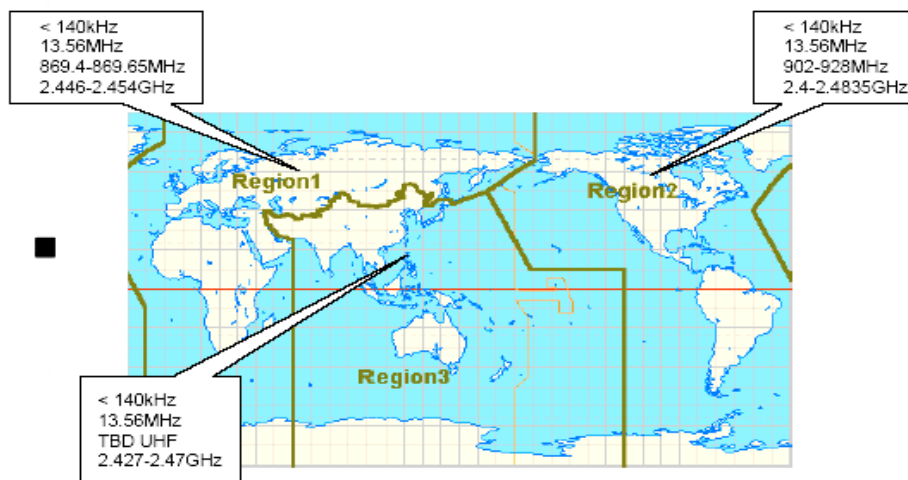 < 140kHz
13.56MHz
869.4-869.65MHz
2.446-2.454GHz
< 140kHz
13.56MHz
902-928MHz
2.4-2.4835GHz
Region1
Region2
Region3
< 140kHz
13.56MHz
TBD UHF
2.427-2.47GHz